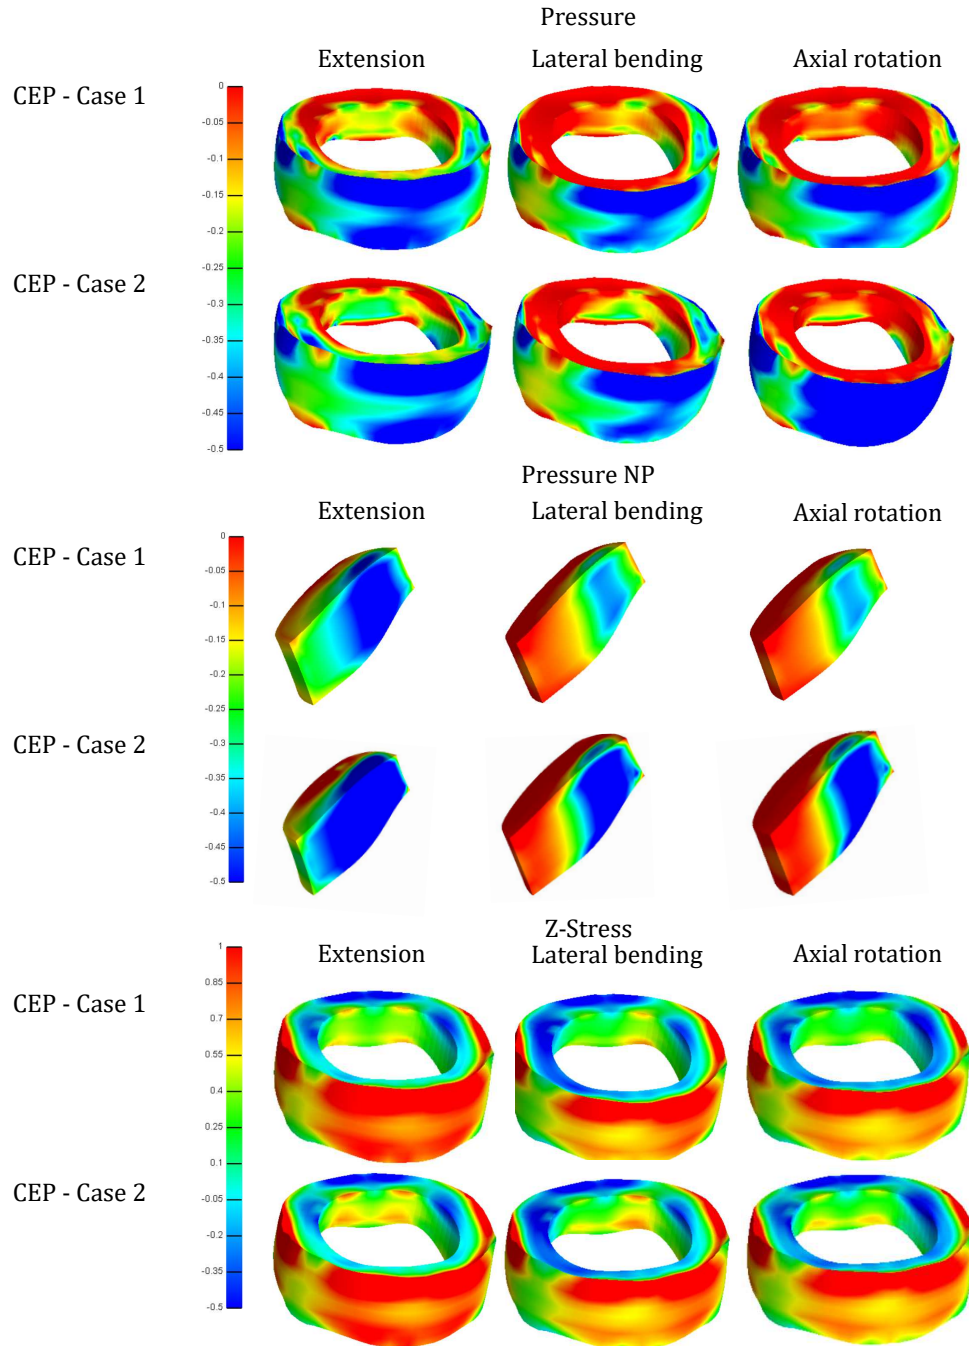 Pressure
Extension Lateral bending Axial rotation
CEP - Case 1
0
-0.05
-0.1
-0.15
-0.2
-0.25
-0.3
-0.35
-0.4
-0.45
-0.5
CEP - Case 2
Pressure NP
Extension Lateral bending Axial rotation
CEP - Case 1
0
-0.05
-0.1
-0.15
-0.2
-0.25
-0.3
-0.35
-0.4
-0.45
-0.5
CEP - Case 2
Z-Stress
Extension Lateral bending Axial rotation
CEP - Case 1
1
0.85
0.7
0.55
0.4
0.25
0.1
-0.05
-0.2
-0.35
-0.5
CEP - Case 2